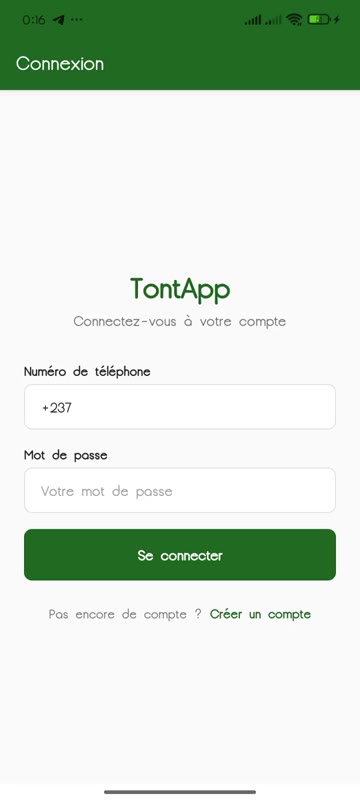 0:16
Connexion
TontApp
Connectez-vous à votre compte
Numéro de téléphone
+237
Mot de passe
Votre mot de passe
Se connecter
Pas encore de compte ? Créer un compte